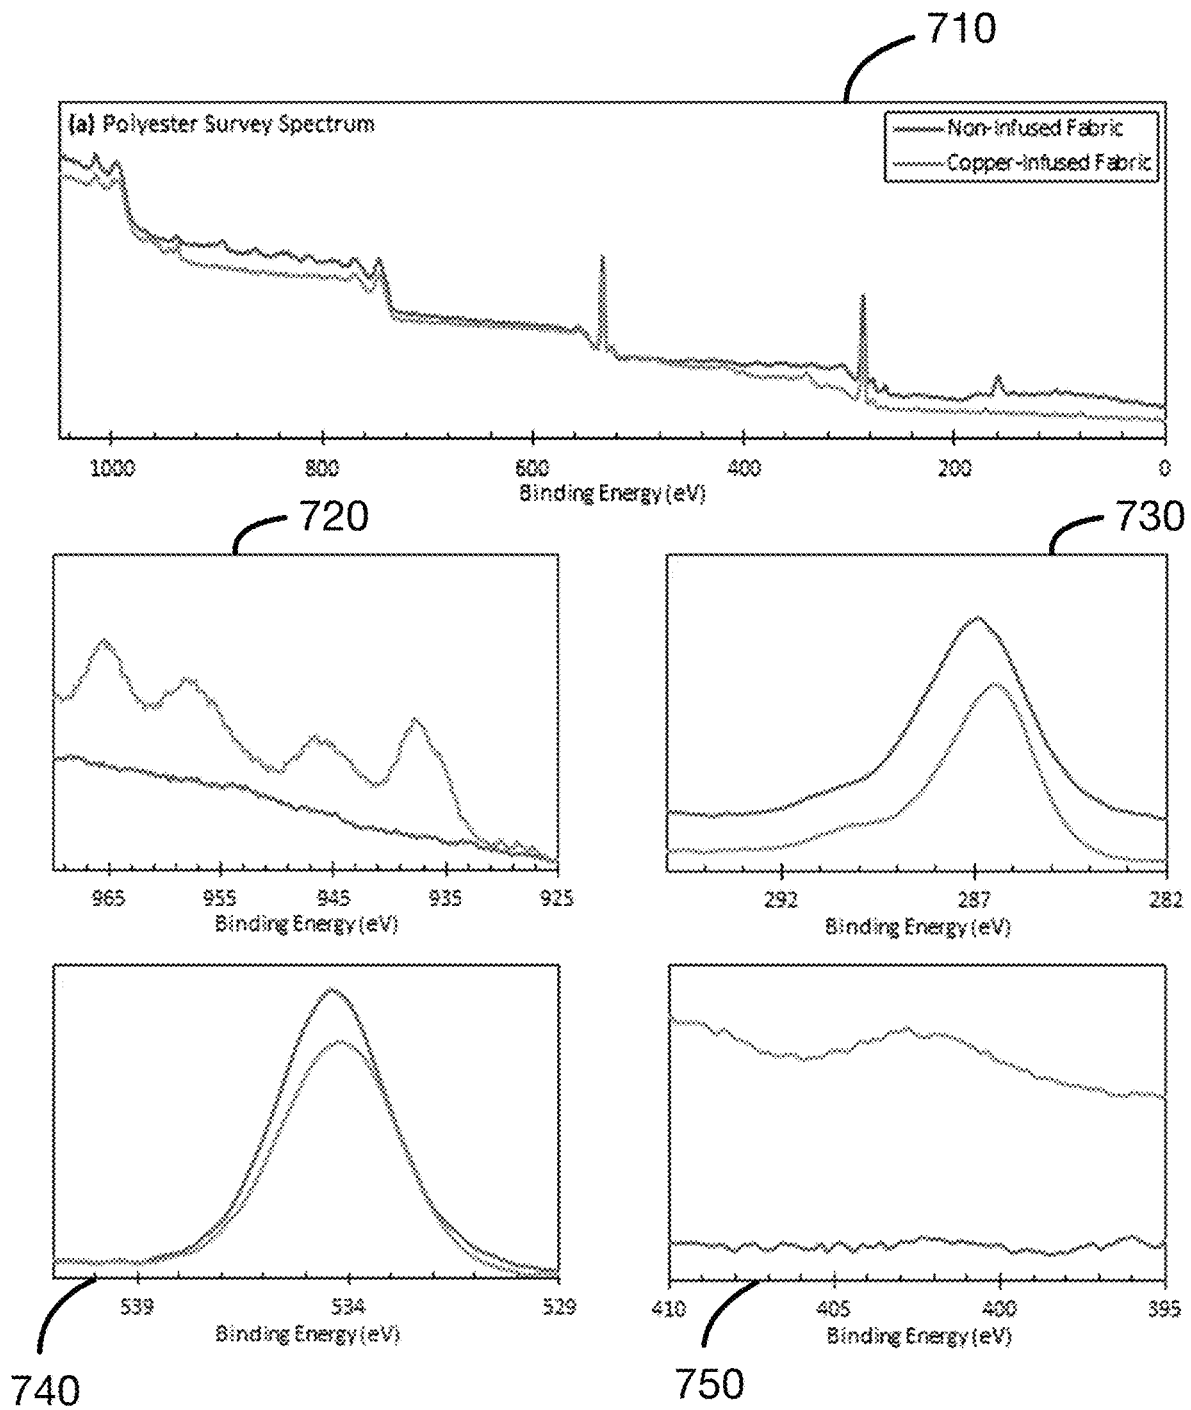 710
(a) Polyester Survey Spectrum
Non-Infused Fabric
Copper-Infused Fabric
1000 800 600 400 200 0
Binding Energy (eV)
720
730
965 955 945 935 925
Binding Energy (eV)
292 287 282
Binding Energy (eV)
539 534 529
Binding Energy (eV)
740
410 405 400 395
Binding Energy (eV)
750